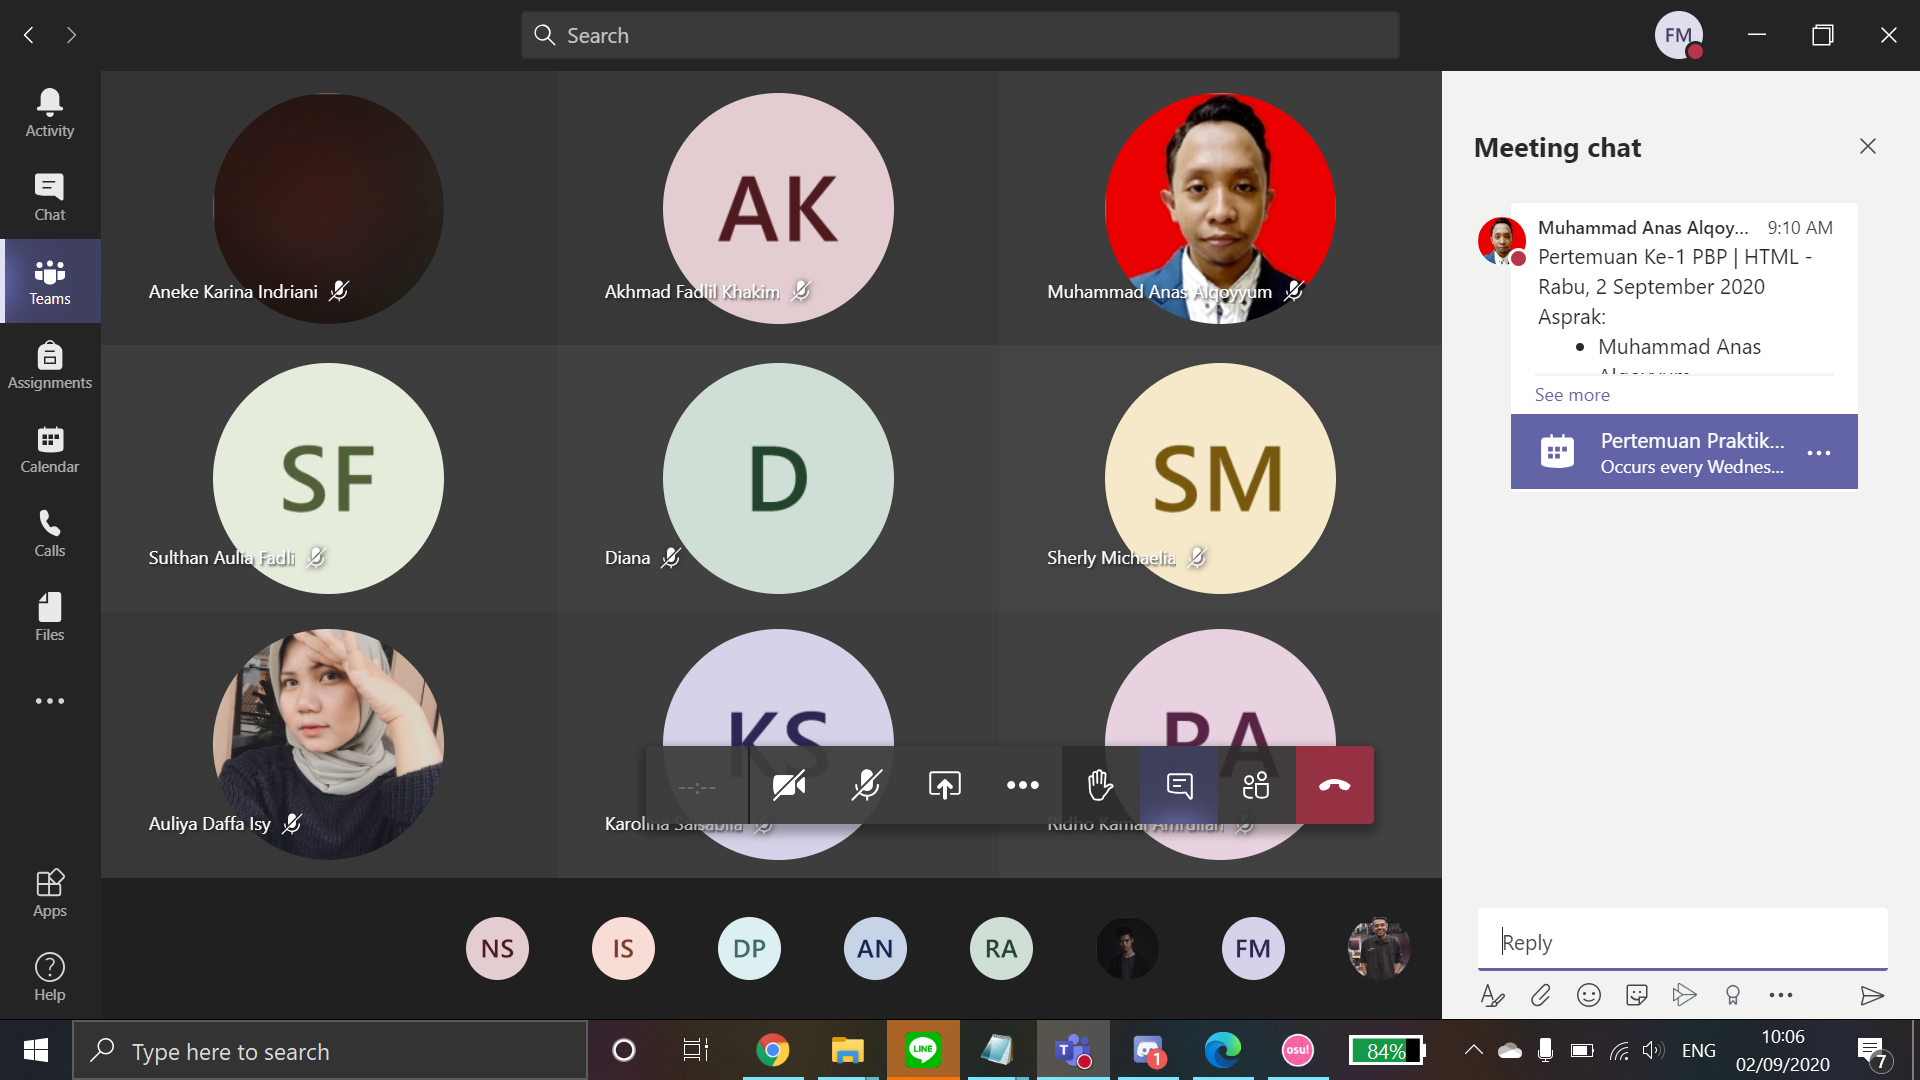 Search
FM
Activity
Chat
Teams
Assignments
Calendar
Calls
Files
Apps
Help
Aneke Karina Indriani
AK
Akhmad Fadlil Khakim
Muhammad Anas Alqoyyum
SF
Sulthan Aulia Fadli
D
Diana
SM
Sherly Michaelia
Auliya Daffa Isy
KS
Karolina Salsabila
RA
Ridho Kamal Amrullah
--:--
NS
IS
DP
AN
RA
FM
Meeting chat
Muhammad Anas Alqoy... 9:10 AM
Pertemuan Ke-1 PBP | HTML -
Rabu, 2 September 2020
Asprak:
• Muhammad Anas
Alqoyyum
See more
Pertemuan Praktik...
Occurs every Wednes...
Reply
Type here to search
LINE
1
osu!
84%
ENG
10:06
02/09/2020
7